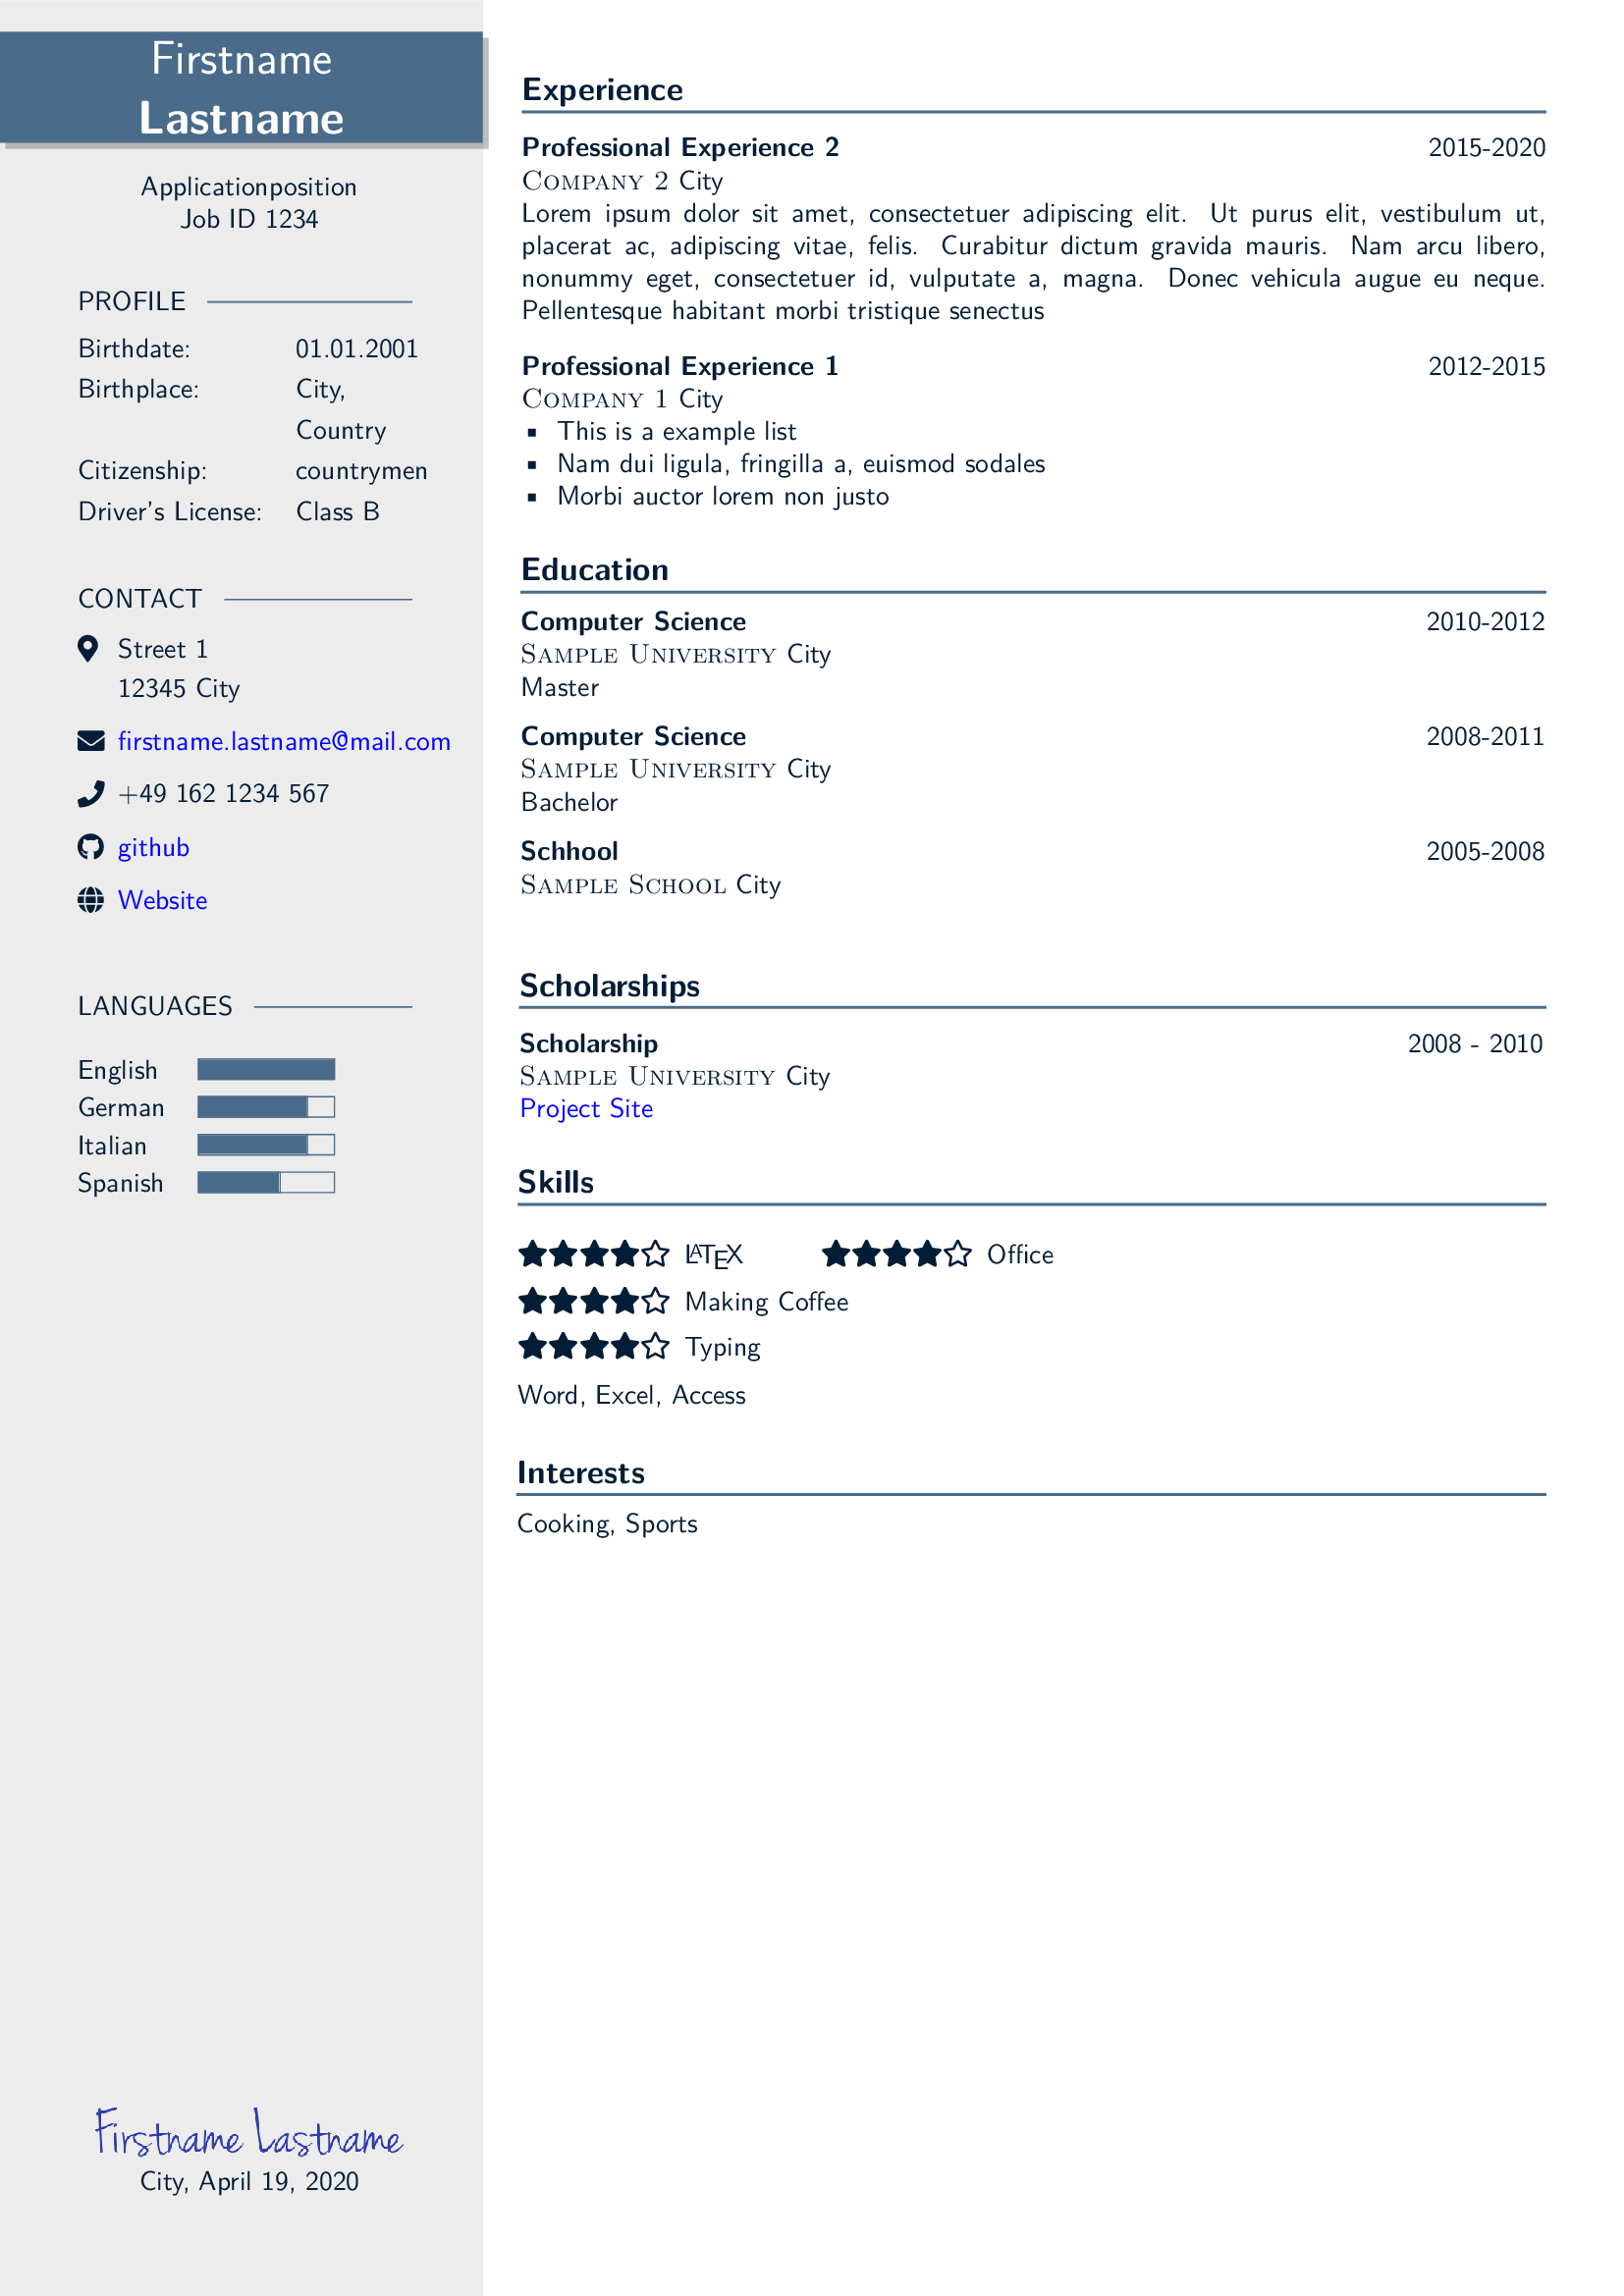 Firstname
Lastname
Applicationposition
Job ID 1234
PROFILE
Birthdate: 01.01.2001
Birthplace: City,
Country
Citizenship: countrymen
Driver's License: Class B
CONTACT
Street 1
12345 City
firstname.lastname@mail.com
+49 162 1234 567
github
Website
LANGUAGES
English
German
Italian
Spanish
Firstname Lastname
City, April 19, 2020
Experience
Professional Experience 2 2015-2020
Company 2 City
Lorem ipsum dolor sit amet, consectetuer adipiscing elit. Ut purus elit, vestibulum ut,
placerat ac, adipiscing vitae, felis. Curabitur dictum gravida mauris. Nam arcu libero,
nonummy eget, consectetuer id, vulputate a, magna. Donec vehicula augue eu neque.
Pellentesque habitant morbi tristique senectus
Professional Experience 1 2012-2015
Company 1 City
▪ This is a example list
▪ Nam dui ligula, fringilla a, euismod sodales
▪ Morbi auctor lorem non justo
Education
Computer Science 2010-2012
Sample University City
Master
Computer Science 2008-2011
Sample University City
Bachelor
Schhool 2005-2008
Sample School City
Scholarships
Scholarship 2008 - 2010
Sample University City
Project Site
Skills
★★★★☆ LATEX ★★★★☆ Office
★★★★☆ Making Coffee
★★★★☆ Typing
Word, Excel, Access
Interests
Cooking, Sports